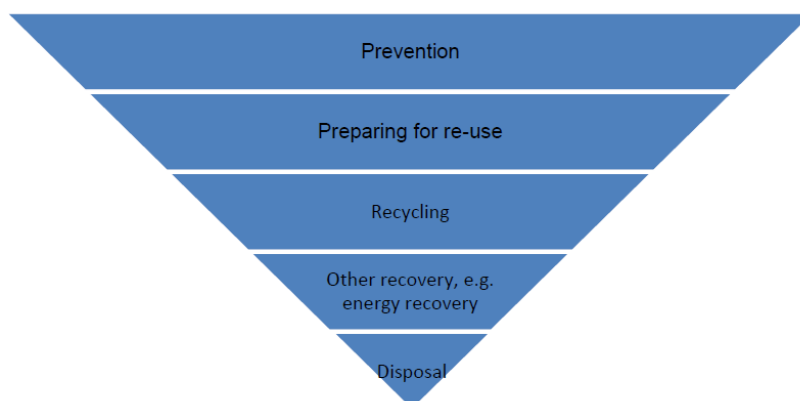 Prevention
Preparing for re-use
Recycling
Other recovery, e.g.
energy recovery
Disposal